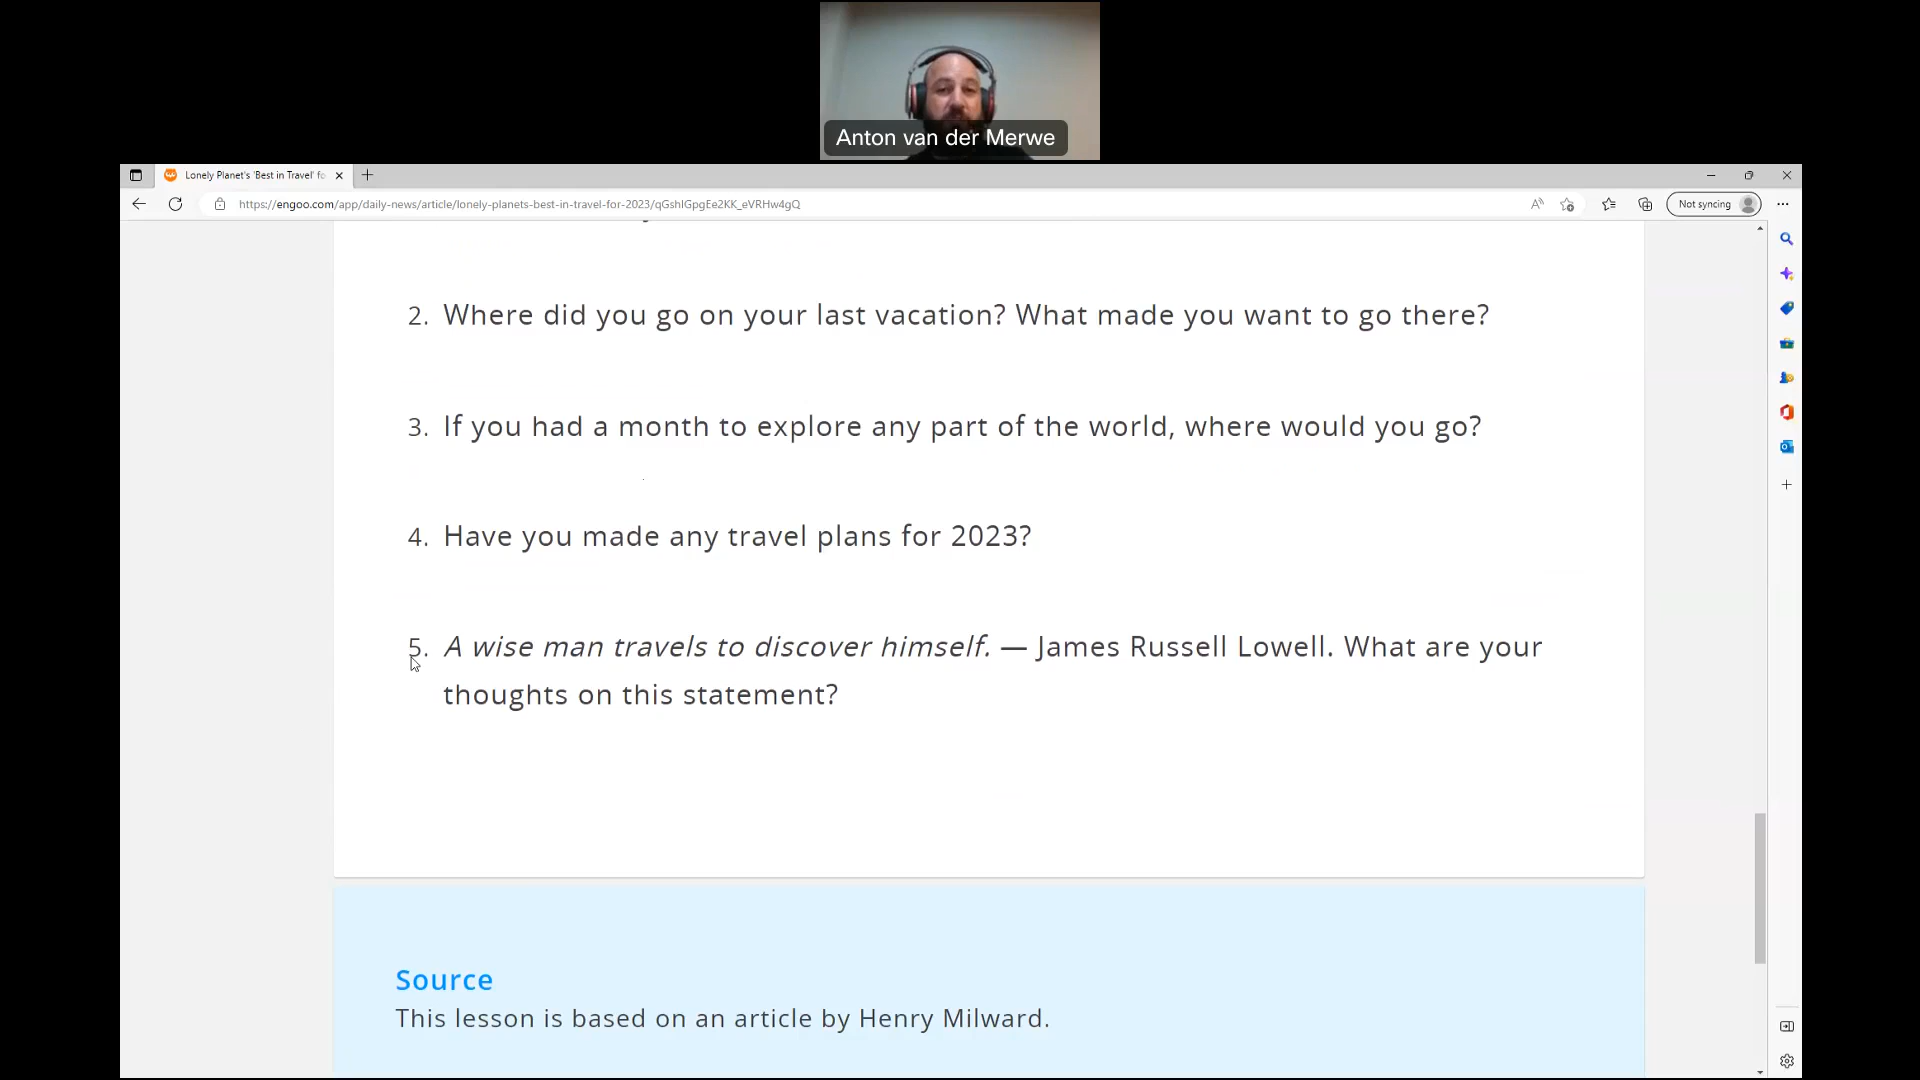 Anton van der Merwe
Lonely Planet's 'Best in Travel' fo
https://engoo.com/app/daily-news/article/lonely-planets-best-in-travel-for-2023/qGshIGpgEe2KK_eVRHw4gQ
Not syncing
2. Where did you go on your last vacation? What made you want to go there?
3. If you had a month to explore any part of the world, where would you go?
4. Have you made any travel plans for 2023?
5. A wise man travels to discover himself. — James Russell Lowell. What are your
thoughts on this statement?
Source
This lesson is based on an article by Henry Milward.